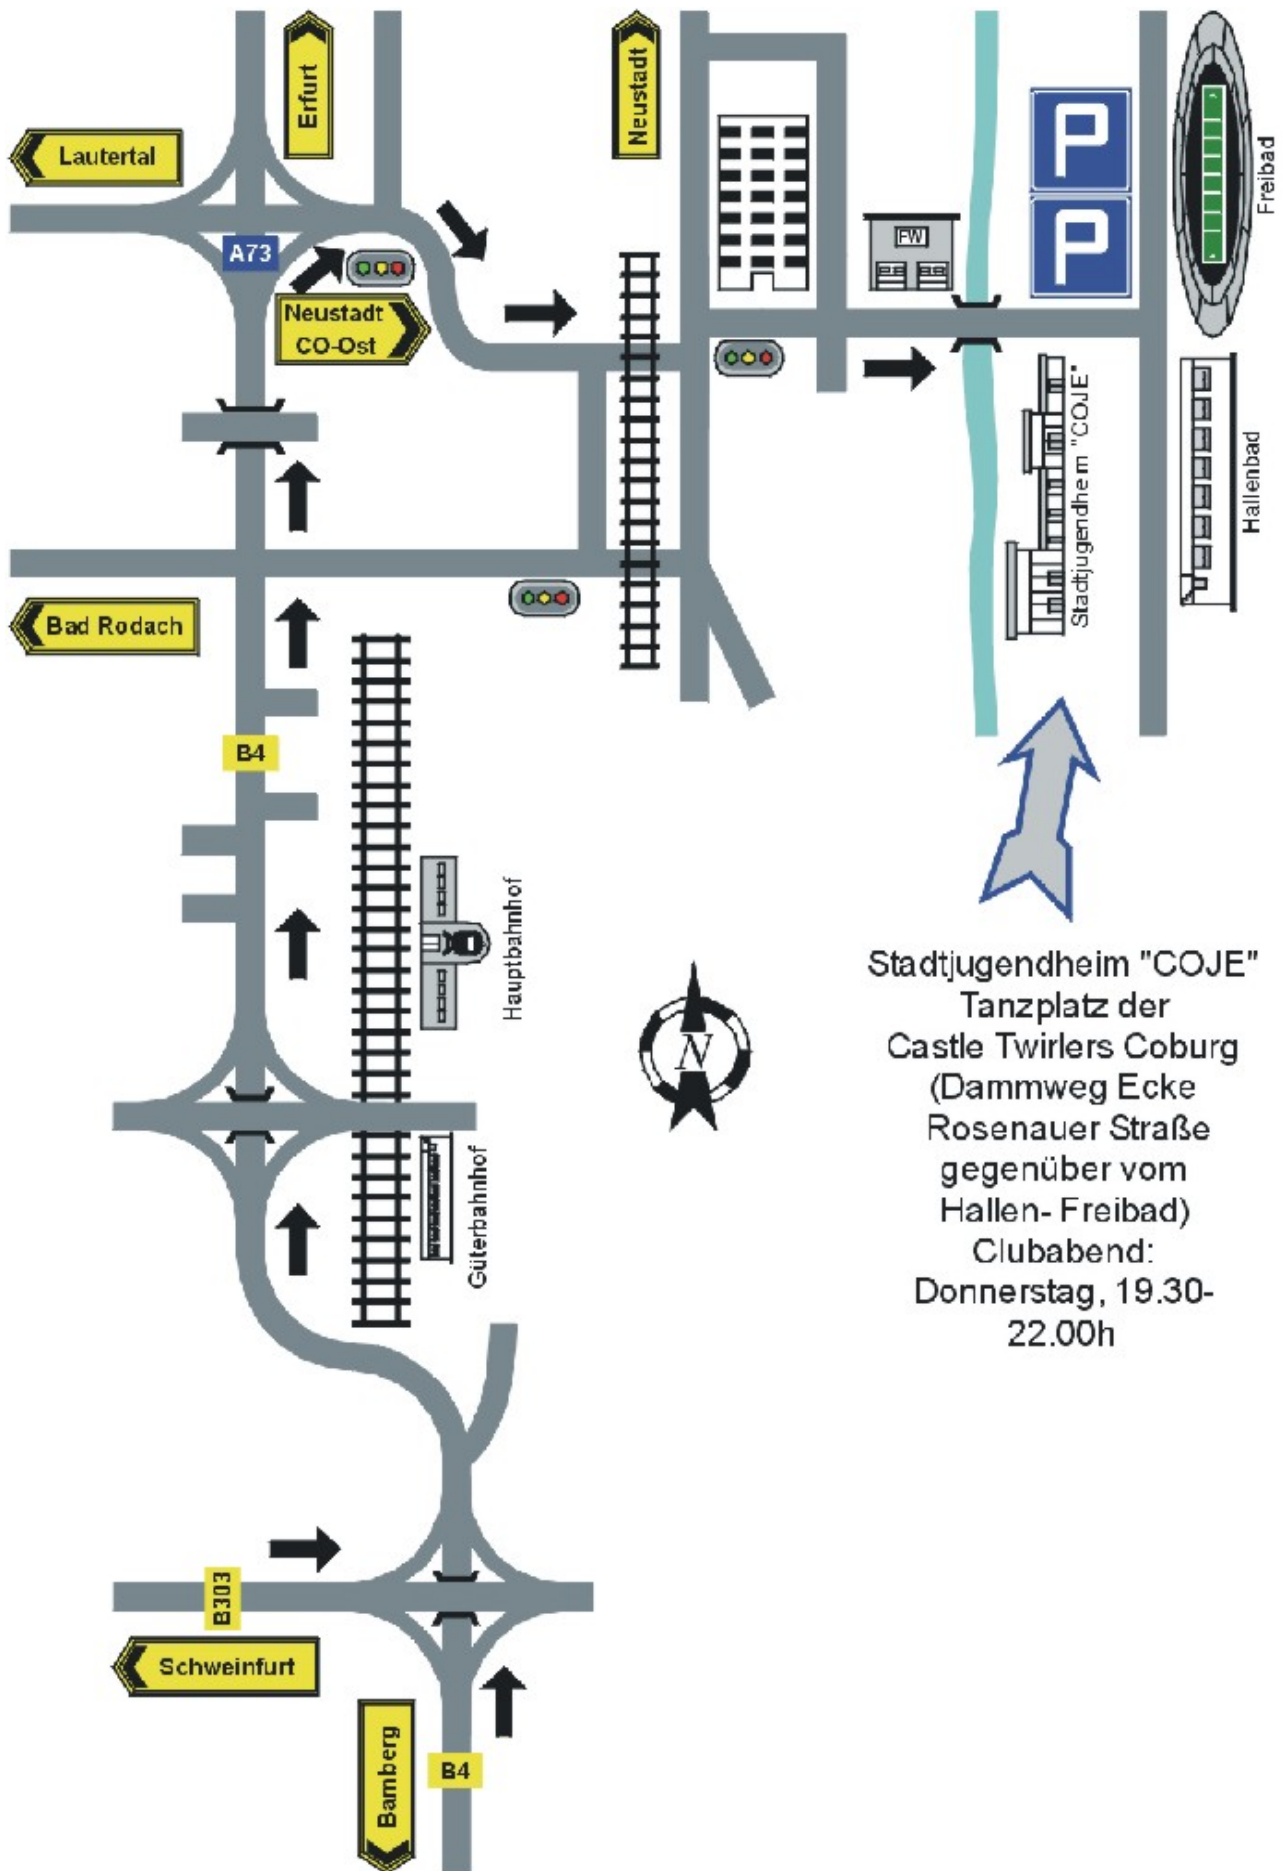 Erfurt
Neustadt
Lautertal
A73
Neustadt
CO-Ost
FW
P
P
Freibad
Stadtjugendheim "COJE"
Hallenbad
Bad Rodach
B4
Hauptbahnhof
N
Güterbahnhof
Stadtjugendheim "COJE"
Tanzplatz der
Castle Twirlers Coburg
(Dammweg Ecke
Rosenauer Straße
gegenüber vom
Hallen- Freibad)
Clubabend:
Donnerstag, 19.30-
22.00h
B303
Schweinfurt
Bamberg
B4